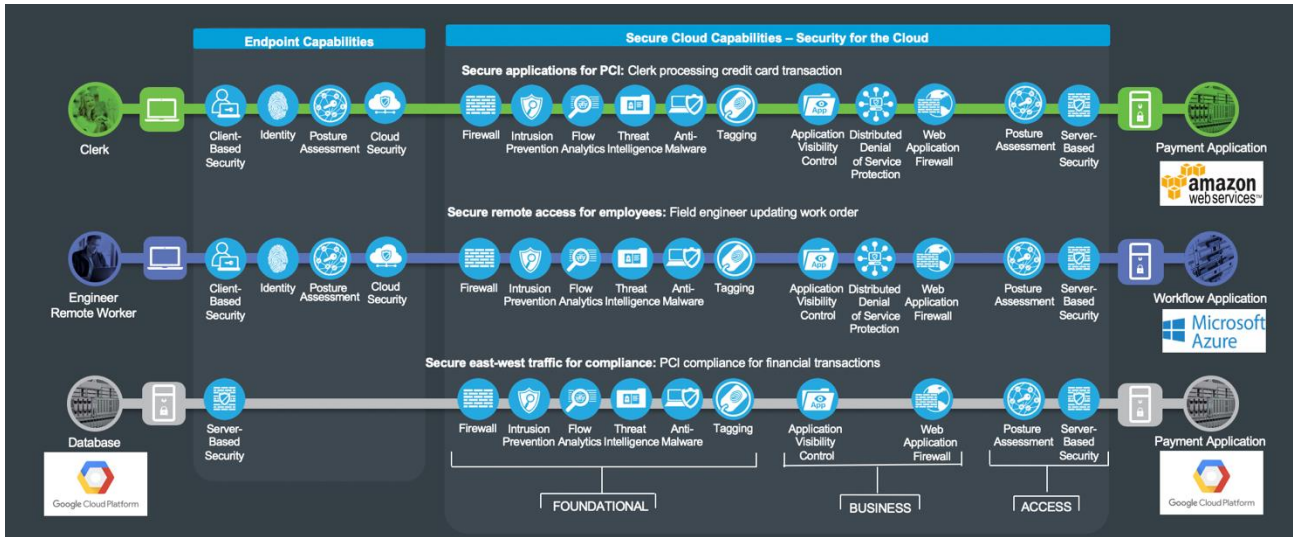 Endpoint Capabilities
Secure Cloud Capabilities – Security for the Cloud
Secure applications for PCI: Clerk processing credit card transaction
Clerk
Client-
Based
Security
Identity
Posture
Assessment
Cloud
Security
Firewall
Intrusion
Prevention
Flow
Analytics
Threat
Intelligence
Anti-
Malware
Tagging
App
Application
Visibility
Control
Distributed
Denial
of Service
Protection
Web
Application
Firewall
Posture
Assessment
Server-
Based
Security
Payment Application
amazon
web services™
Secure remote access for employees: Field engineer updating work order
Engineer
Remote Worker
Client-
Based
Security
Identity
Posture
Assessment
Cloud
Security
Firewall
Intrusion
Prevention
Flow
Analytics
Threat
Intelligence
Anti-
Malware
Tagging
App
Application
Visibility
Control
Distributed
Denial
of Service
Protection
Web
Application
Firewall
Posture
Assessment
Server-
Based
Security
Workflow Application
Microsoft
Azure
Secure east-west traffic for compliance: PCI compliance for financial transactions
Database
Google Cloud Platform
Server-
Based
Security
Firewall
Intrusion
Prevention
Flow
Analytics
Threat
Intelligence
Anti-
Malware
Tagging
App
Application
Visibility
Control
Web
Application
Firewall
Posture
Assessment
Server-
Based
Security
Payment Application
Google Cloud Platform
FOUNDATIONAL
BUSINESS
ACCESS